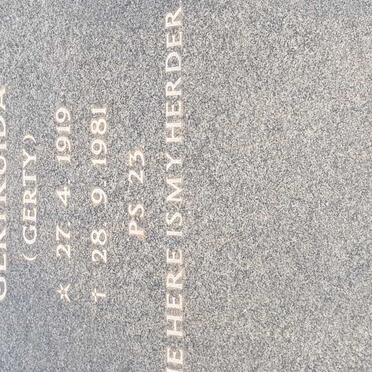 (GERTY)
* 27. 4. 1919
† 28. 9. 1981
PS. 23
HERE IS MY HERDER